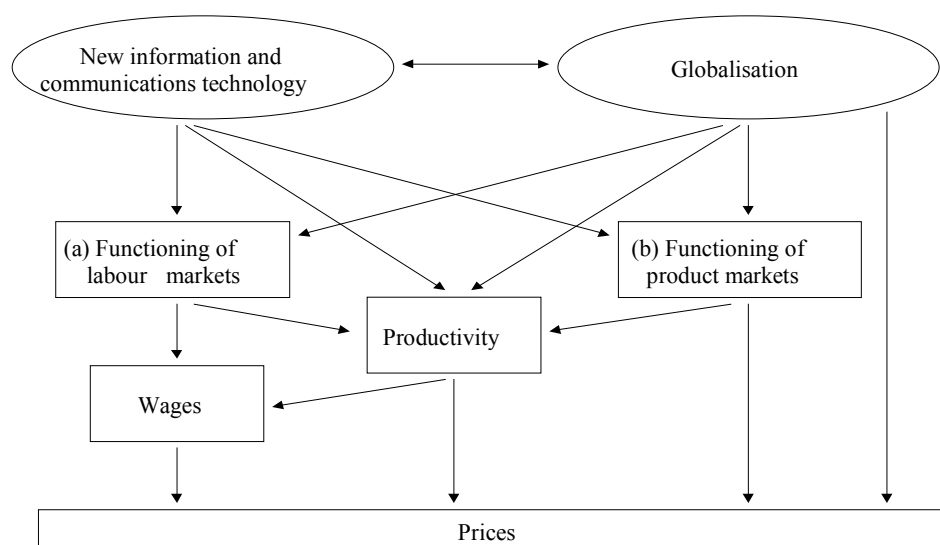 New information and
communications technology
Globalisation
(a) Functioning of
labour markets
(b) Functioning of
product markets
Productivity
Wages
Prices